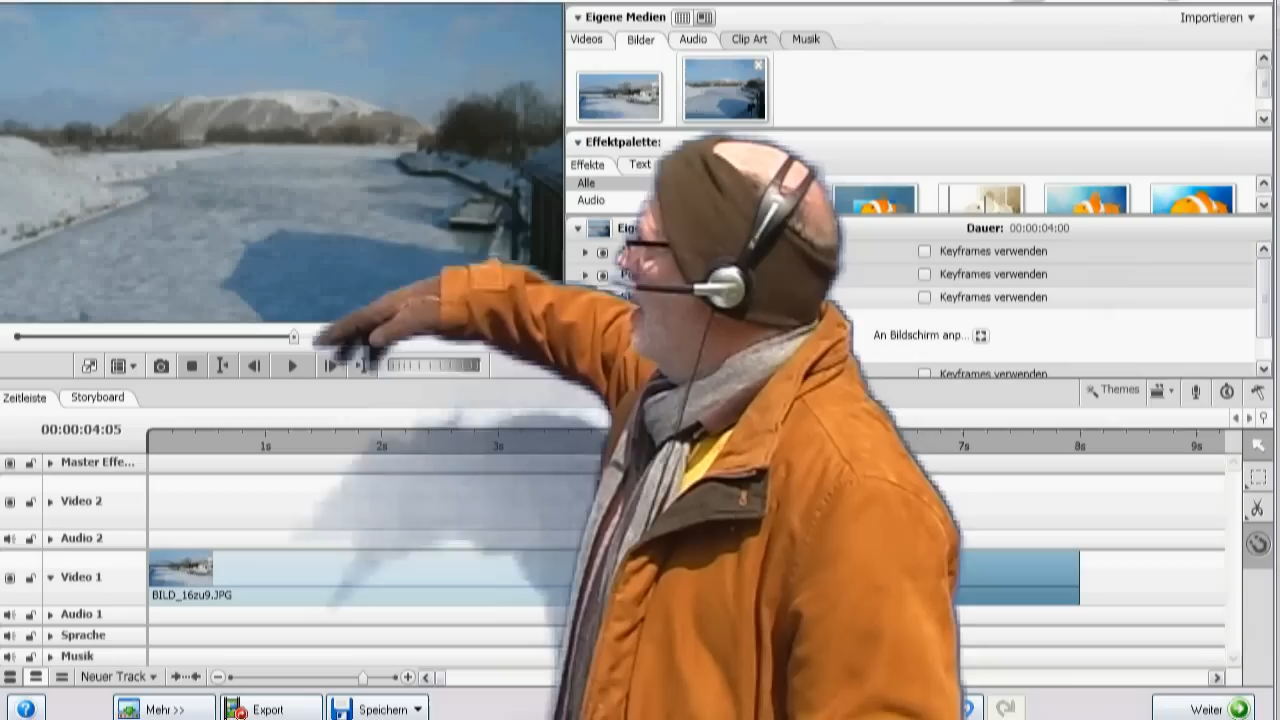 Eigene Medien
Importieren
Videos Bilder Audio Clip Art Musik
Effektpalette:
Effekte Text
Alle
Audio
Dauer: 00:00:04:00
Keyframes verwenden
Keyframes verwenden
Keyframes verwenden
An Bildschirm anp...
Keyframes verwenden
Themes
Zeitleiste Storyboard
00:00:04:05
1s 2s 3s 7s 8s 9s
Master Effe...
Video 2
Audio 2
Video 1
BILD_16zu9.JPG
Audio 1
Sprache
Musik
Neuer Track
Mehr >> Export Speichern Weiter